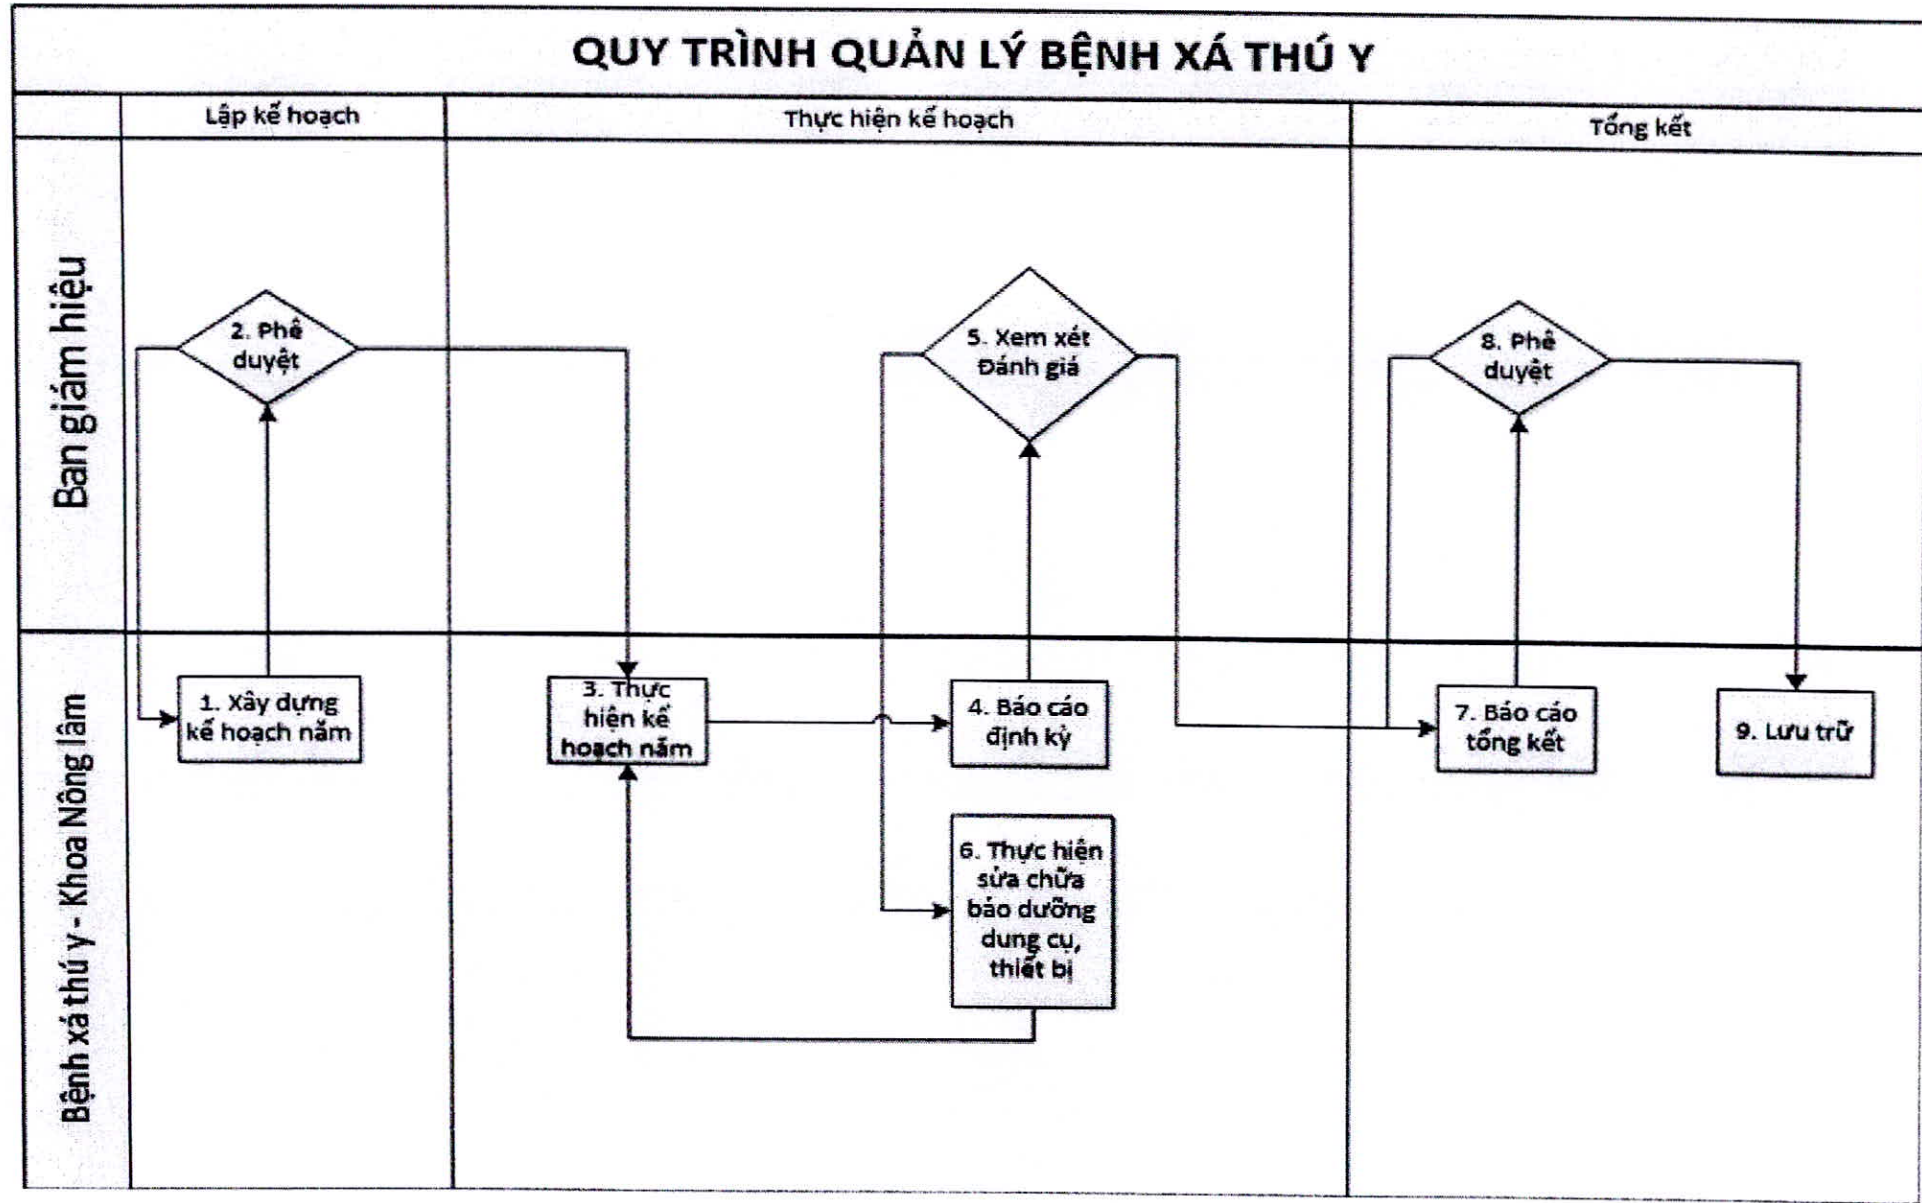 QUY TRÌNH QUẢN LÝ BỆNH XÁ THÚ Y
Lập kế hoạch
Thực hiện kế hoạch
Tổng kết
Ban giám hiệu
2. Phê
duyệt
5. Xem xét
Đánh giá
8. Phê
duyệt
Bệnh xá thú y - Khoa Nông lâm
1. Xây dựng
kế hoạch năm
3. Thực
hiện kế
hoạch năm
4. Báo cáo
định kỳ
7. Báo cáo
tổng kết
9. Lưu trữ
6. Thực hiện
sửa chữa
bảo dưỡng
dung cụ,
thiết bị